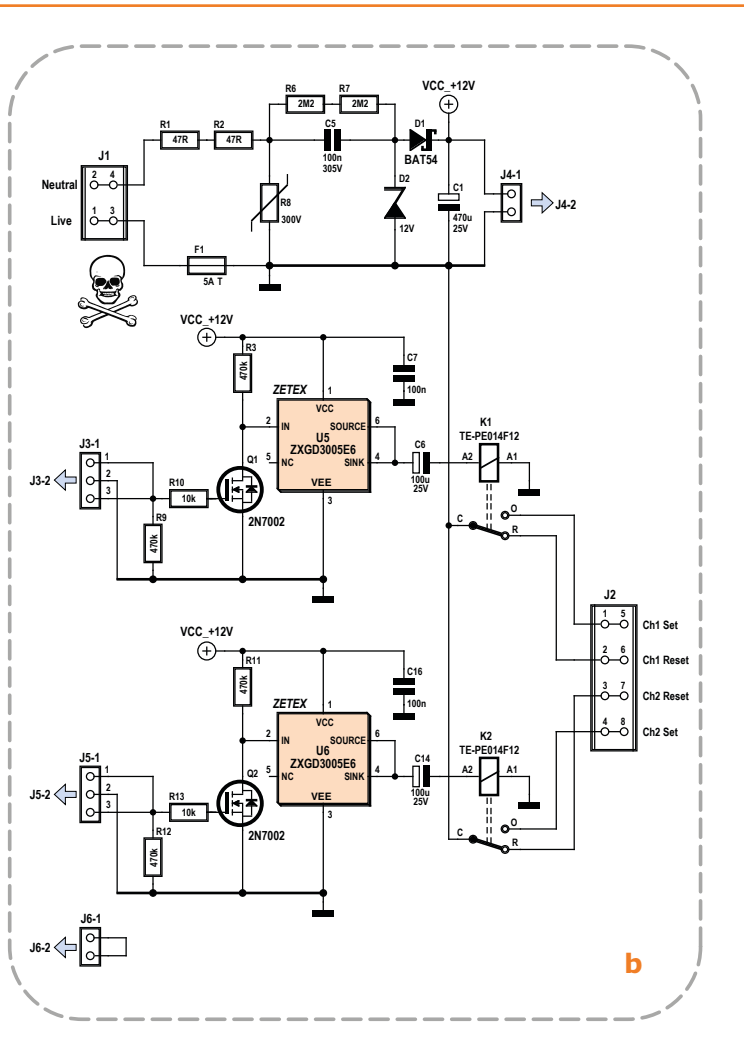 VCC_+12V
R6 R7
2M2 2M2
R1 R2 C5 D1
47R 47R
100n
305V
BAT54
J1
2 4
Neutral
1 3
Live
R8
300V
D2
12V
C1
470u
25V
J4-1
J4-2
F1
5A T
VCC_+12V
R3
470k
C7
100n
ZETEX
1
VCC
2 IN SOURCE 6
U5
ZXGD3005E6
5 NC SINK 4
VEE
3
C6
100u
25V
K1
TE-PE014F12
A2 A1
J3-1
1
2
3
J3-2
R10
10k
Q1
2N7002
R9
470k
C
O
R
J2
1 5 Ch1 Set
2 6 Ch1 Reset
3 7 Ch2 Reset
4 8 Ch2 Set
VCC_+12V
R11
470k
C16
100n
ZETEX
1
VCC
2 IN SOURCE 6
U6
ZXGD3005E6
5 NC SINK 4
VEE
3
C14
100u
25V
K2
TE-PE014F12
A2 A1
J5-1
1
2
3
J5-2
R13
10k
Q2
2N7002
R12
470k
C
O
R
J6-1
J6-2
b